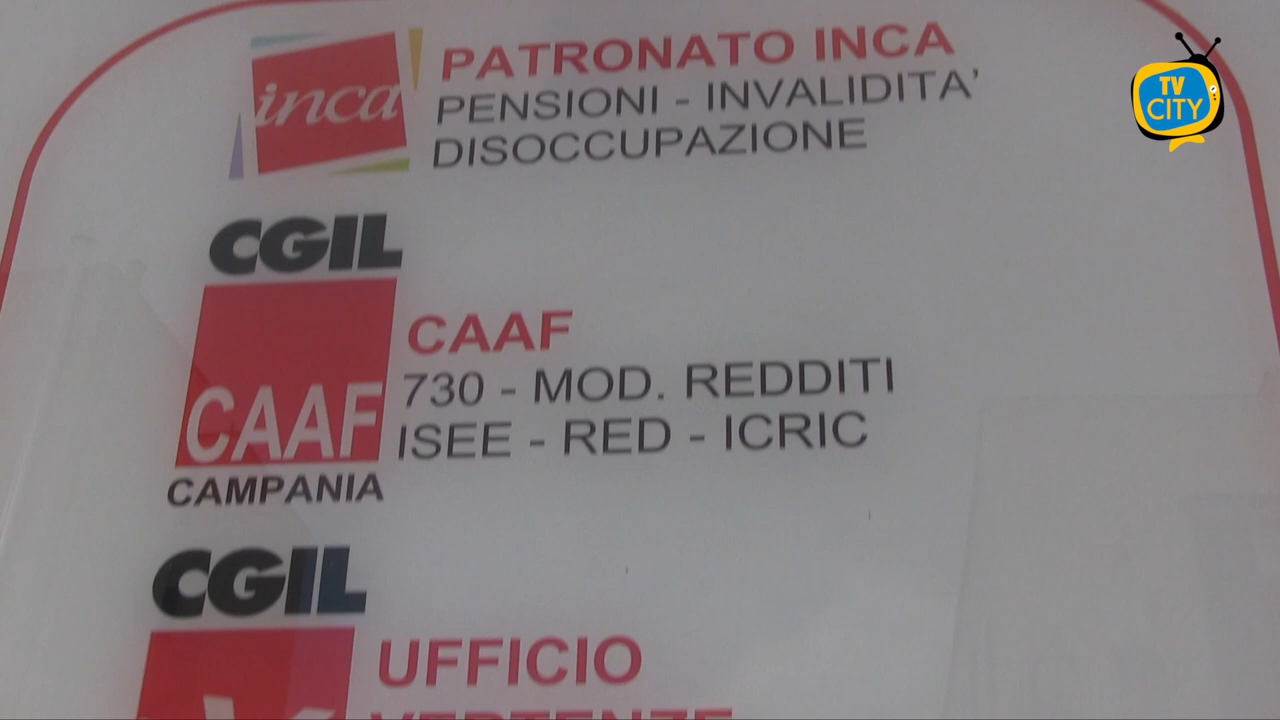 inca
PATRONATO INCA
PENSIONI - INVALIDITA'
DISOCCUPAZIONE
TV
CITY
CGIL
CAAF
CAMPANIA
CAAF
730 - MOD. REDDITI
ISEE - RED - ICRIC
CGIL
UFFICIO
VERTENZE